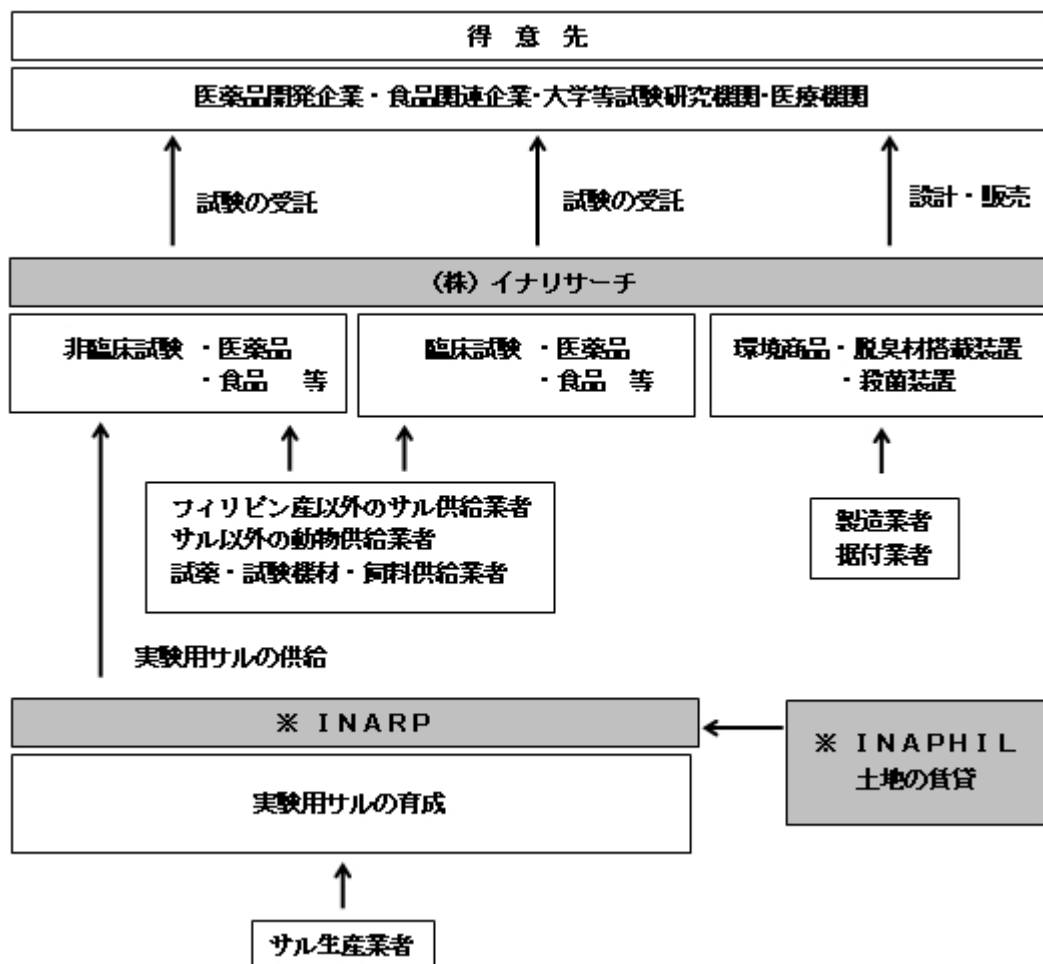 得 意 先
医薬品開発企業・食品関連企業・大学等試験研究機関・医療機関
試験の受託
試験の受託
設計・販売
(株)イナリサーチ
非臨床試験 ・医薬品
・食品 等
臨床試験 ・医薬品
・食品 等
環境商品・脱臭材搭載装置
・殺菌装置
フィリピン産以外のサル供給業者
サル以外の動物供給業者
試薬・試験機材・飼料供給業者
製造業者
据付業者
実験用サルの供給
※ INARP
※ INAPHIL
土地の賃貸
実験用サルの育成
サル生産業者